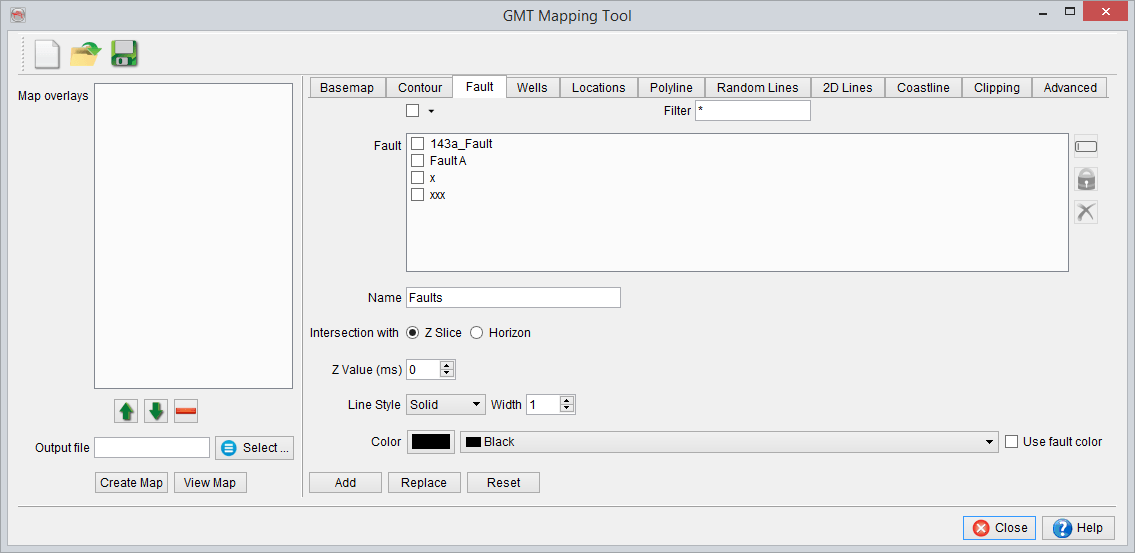 GMT Mapping Tool
Map overlays
Basemap Contour Fault Wells Locations Polyline Random Lines 2D Lines Coastline Clipping Advanced
Filter *
Fault
143a_Fault
Fault A
x
xxx
Name Faults
Intersection with Z Slice Horizon
Z Value (ms) 0
Line Style Solid Width 1
Color Black Use fault color
Output file Select ...
Create Map View Map
Add Replace Reset
Close Help